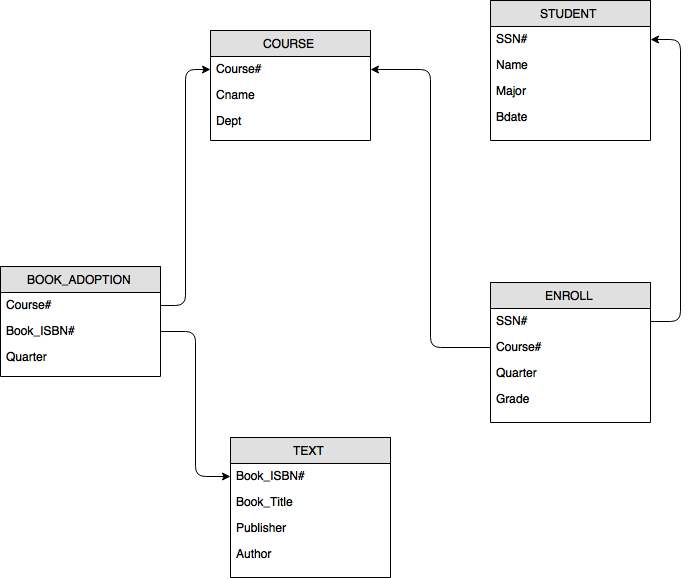 STUDENT
SSN#
Name
Major
Bdate
COURSE
Course#
Cname
Dept
BOOK_ADOPTION
Course#
Book_ISBN#
Quarter
ENROLL
SSN#
Course#
Quarter
Grade
TEXT
Book_ISBN#
Book_Title
Publisher
Author